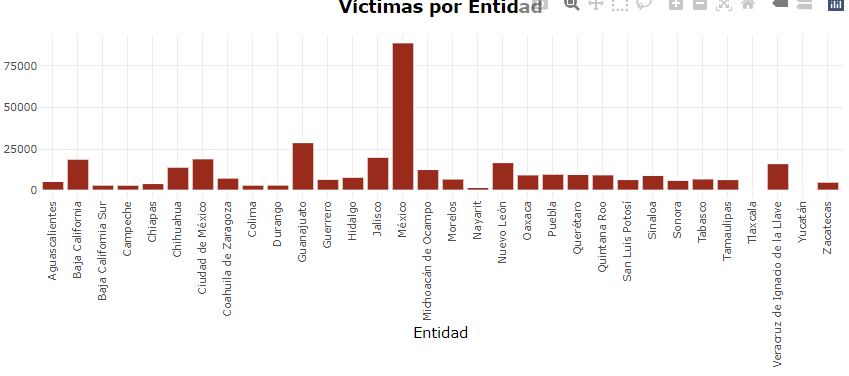 Víctimas por Entidad
75000
50000
25000
0
Aguascalientes
Baja California
Baja California Sur
Campeche
Chiapas
Chihuahua
Ciudad de México
Coahuila de Zaragoza
Colima
Durango
Guanajuato
Guerrero
Hidalgo
Jalisco
México
Michoacán de Ocampo
Morelos
Nayarit
Nuevo León
Oaxaca
Puebla
Querétaro
Quintana Roo
San Luis Potosí
Sinaloa
Sonora
Tabasco
Tamaulipas
Tlaxcala
Veracruz de Ignacio de la Llave
Yucatán
Zacatecas
Entidad